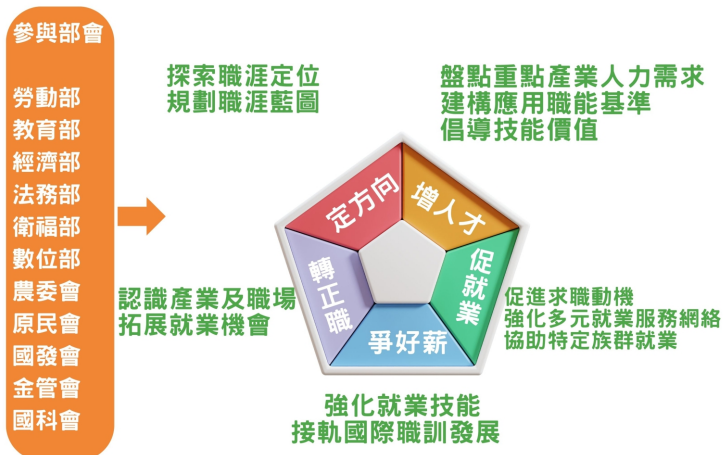 參與部會
勞動部
教育部
經濟部
法務部
衛福部
數位部
農委會
原民會
國發會
金管會
國科會
探索職涯定位
規劃職涯藍圖
盤點重點產業人力需求
建構應用職能基準
倡導技能價值
定方向
增人才
促就業
爭好薪
轉正職
認識產業及職場
拓展就業機會
促進求職動機
強化多元就業服務網絡
協助特定族群就業
強化就業技能
接軌國際職訓發展